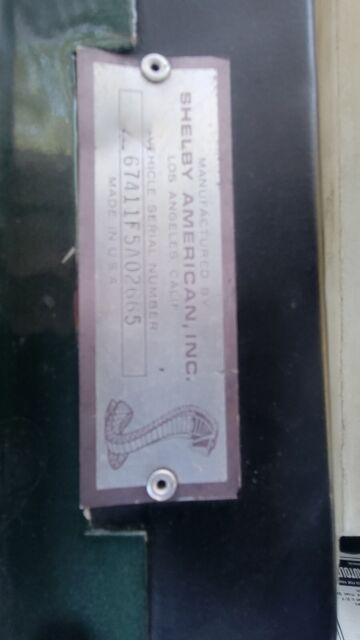 MANUFACTURED BY
SHELBY AMERICAN, INC.
LOS ANGELES, CALIF.
VEHICLE SERIAL NUMBER
67411F5A02665
MADE IN U.S.A.